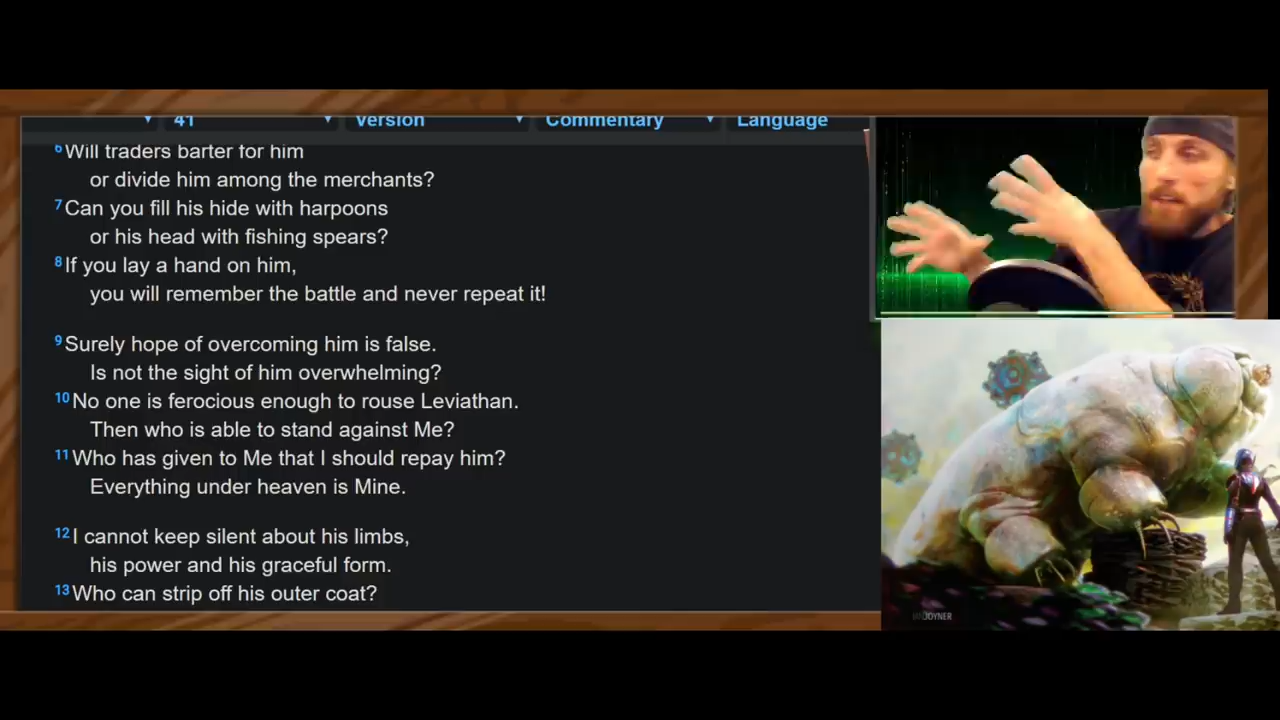 41 Version Commentary Language
6 Will traders barter for him
or divide him among the merchants?
7 Can you fill his hide with harpoons
or his head with fishing spears?
8 If you lay a hand on him,
you will remember the battle and never repeat it!
9 Surely hope of overcoming him is false.
Is not the sight of him overwhelming?
10 No one is ferocious enough to rouse Leviathan.
Then who is able to stand against Me?
11 Who has given to Me that I should repay him?
Everything under heaven is Mine.
12 I cannot keep silent about his limbs,
his power and his graceful form.
13 Who can strip off his outer coat?